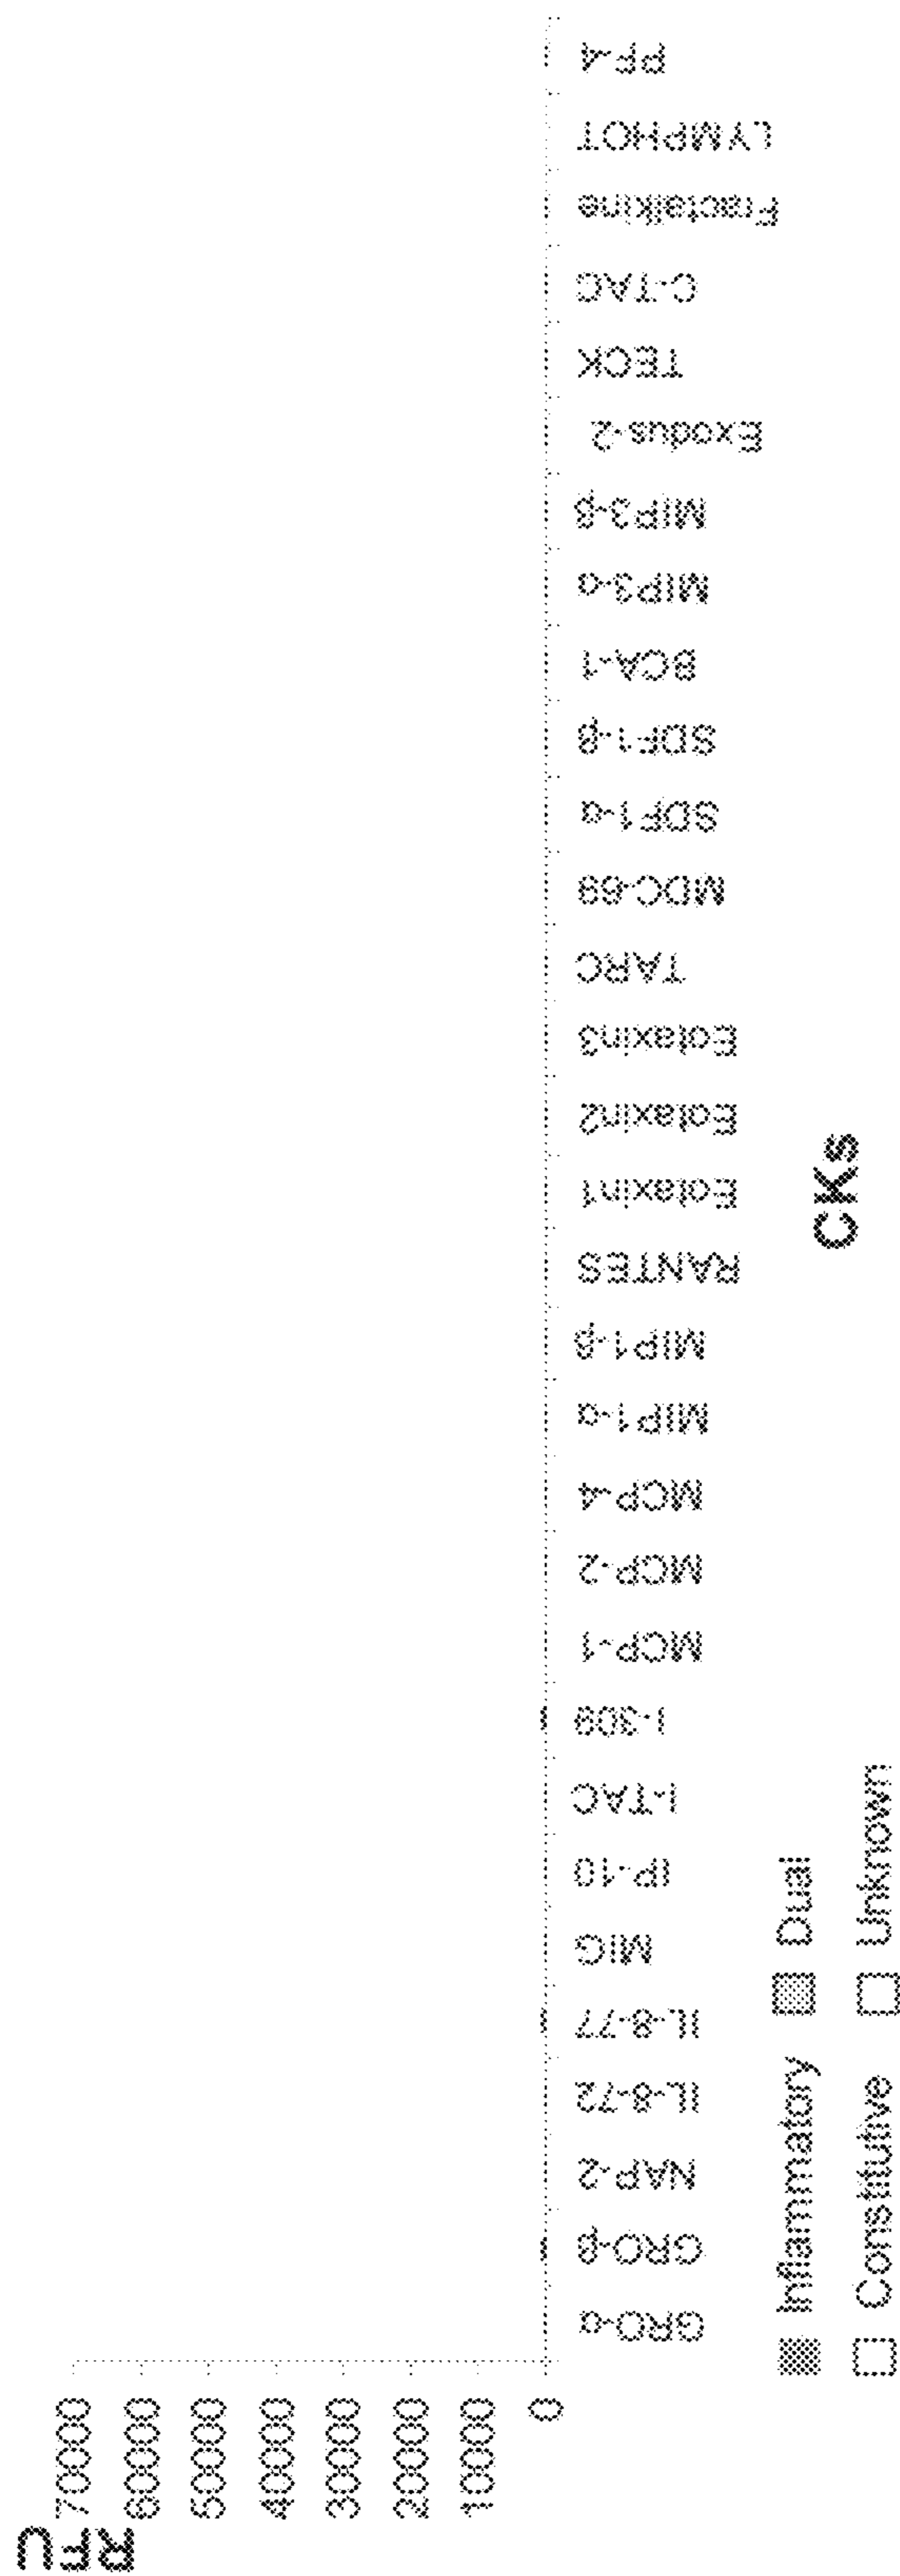 RFU
70000
60000
50000
40000
30000
20000
10000
0
GRO-α
GRO-β
NAP-2
IL-8-72
IL-8-77
MIG
IP-10
I-TAC
I-309
MCP-1
MCP-2
MCP-4
MIP1-α
MIP1-β
RANTES
Eotaxin1
Eotaxin2
Eotaxin3
TARC
MDC-69
SDF1-α
SDF1-β
BCA-1
MIP3-α
MIP3-β
Exodus-2
TECK
C-TAC
Fractalkine
LYMPHOT
PF-4
CKs
Inflammatory
Dual
Constitutive
Unknown